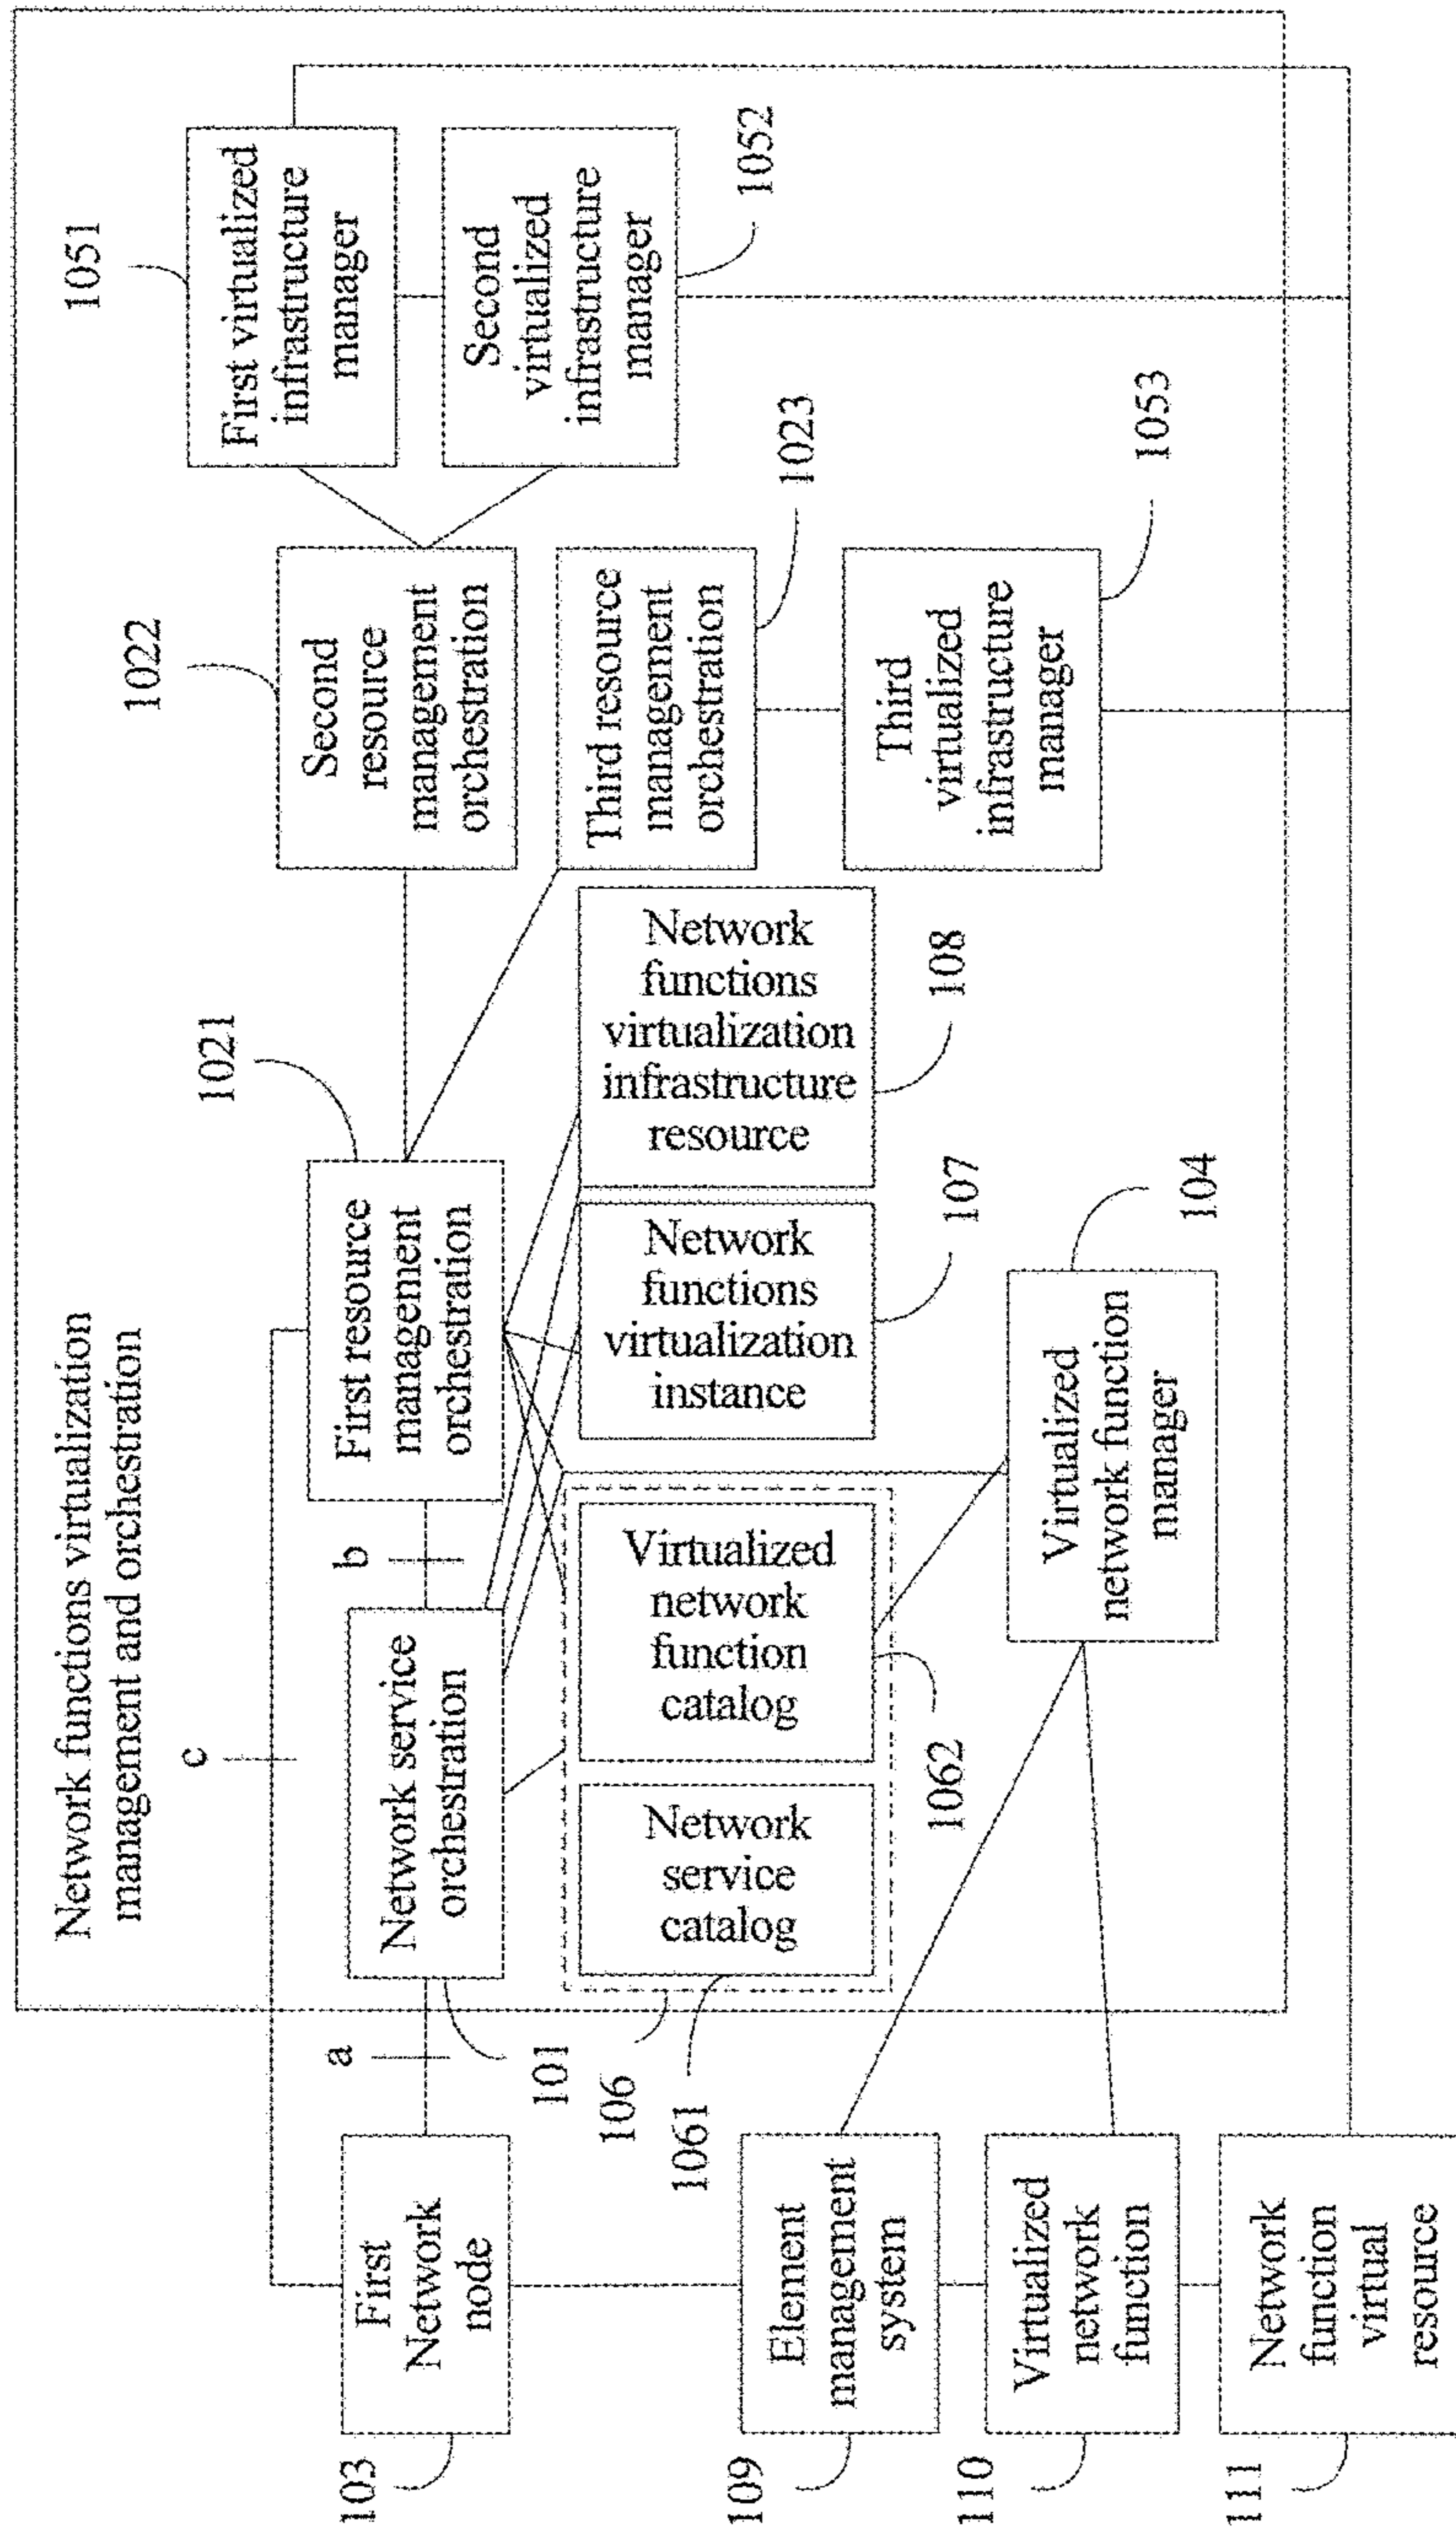 Network functions virtualization
management and orchestration
c
1021
1022
1051
First virtualized
infrastructure
manager
Second
virtualized
infrastructure
manager
1052
103
First
Network
node
a
Network service
orchestration
b
First resource
management
orchestration
Second
resource
management
orchestration
101
106
1061
Network
service
catalog
Virtualized
network
function
catalog
1062
Network
functions
virtualization
instance
107
Network
functions
virtualization
infrastructure
resource
108
Third resource
management
orchestration
1023
109
Element
management
system
Virtualized
network function
manager
104
Third
virtualized
infrastructure
manager
1053
110
Virtualized
network
function
111
Network
function
virtual
resource